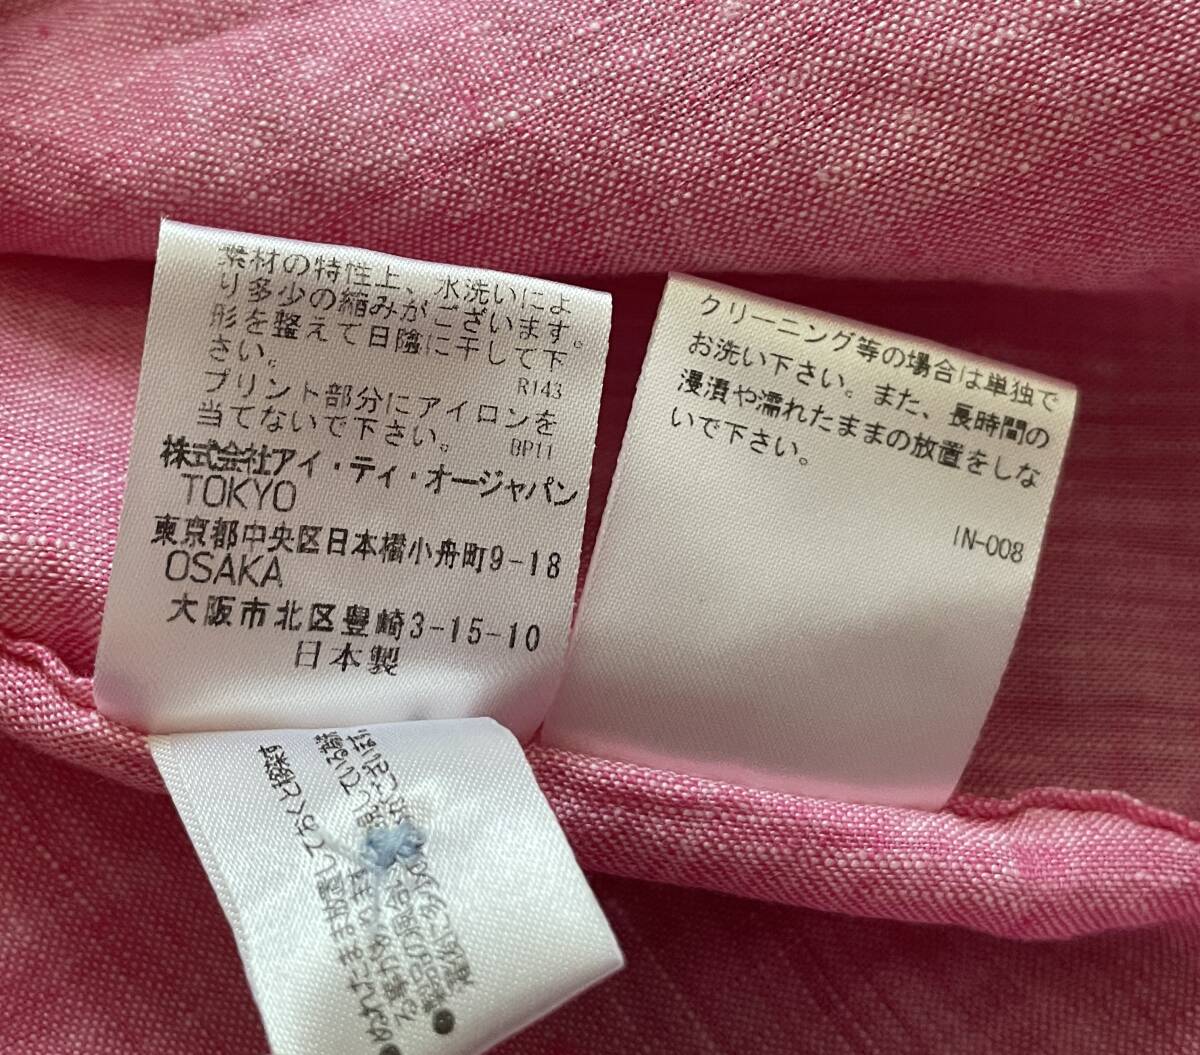 素材の特性上、水洗いによ
り多少の縮みがございます。
形を整えて日陰に干して下
さい。
R143
プリント部分にアイロンを
当てないで下さい。
BP11
株式会社アイ・ティ・オージャパン
TOKYO
東京都中央区日本橋小舟町9-18
OSAKA
大阪市北区豊崎3-15-10
日本製
クリーニング等の場合は単独で
お洗い下さい。また、長時間の
浸漬や濡れたままの放置をしな
いで下さい。
IN-008